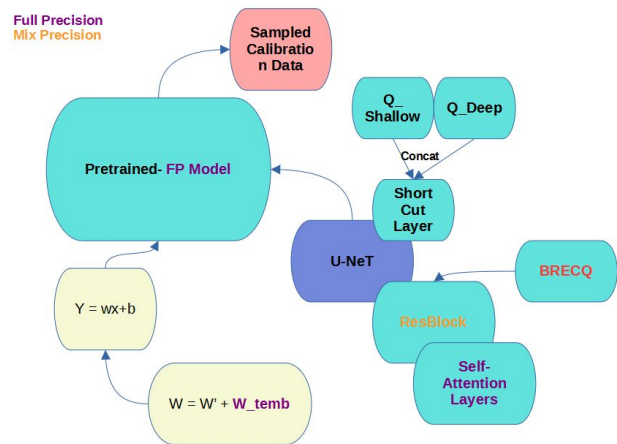 Full Precision
Mix Precision
Sampled
Calibratio
n Data
Q_
Shallow
Q_Deep
Concat
Pretrained- FP Model
Short
Cut
Layer
U-NeT
BRECQ
Y = wx+b
ResBlock
Self-
Attention
Layers
W = W' + W_temb